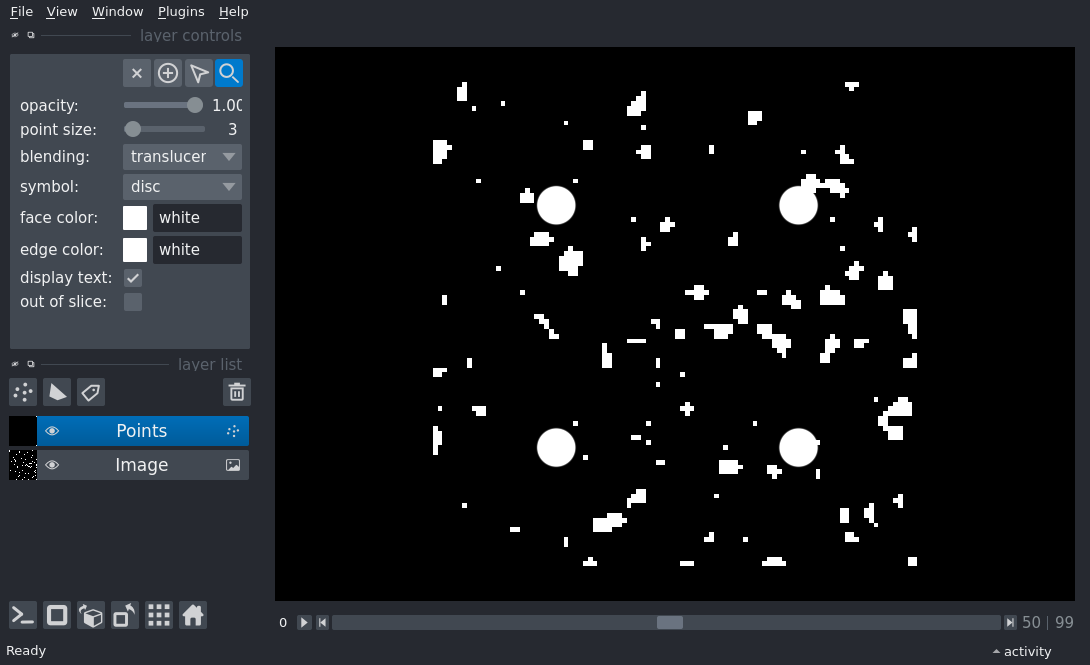 File View Window Plugins Help
layer controls
opacity: 1.00
point size: 3
blending: translucer
symbol: disc
face color: white
edge color: white
display text:
out of slice:
layer list
Points
Image
0 50 | 99
Ready activity